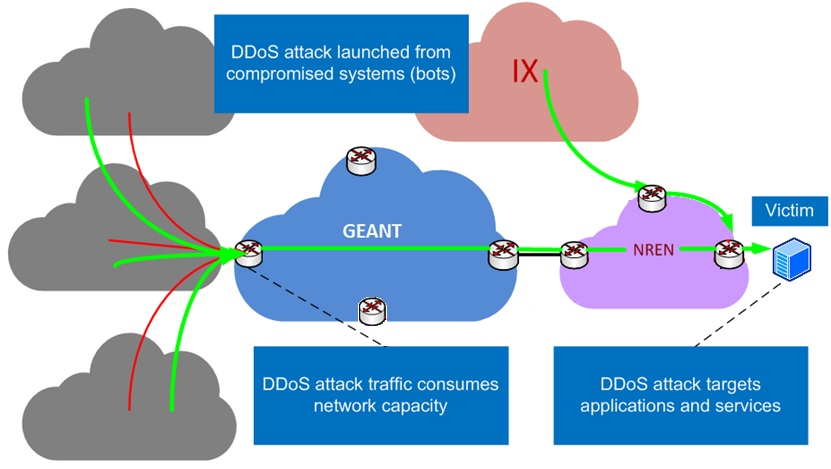 DDoS attack launched from
compromised systems (bots)
IX
Victim
GEANT
NREN
DDoS attack traffic consumes
network capacity
DDoS attack targets
applications and services